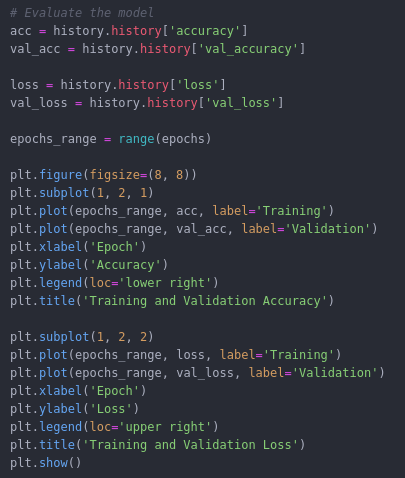 # Evaluate the model
acc = history.history['accuracy']
val_acc = history.history['val_accuracy']

loss = history.history['loss']
val_loss = history.history['val_loss']

epochs_range = range(epochs)

plt.figure(figsize=(8, 8))
plt.subplot(1, 2, 1)
plt.plot(epochs_range, acc, label='Training')
plt.plot(epochs_range, val_acc, label='Validation')
plt.xlabel('Epoch')
plt.ylabel('Accuracy')
plt.legend(loc='lower right')
plt.title('Training and Validation Accuracy')

plt.subplot(1, 2, 2)
plt.plot(epochs_range, loss, label='Training')
plt.plot(epochs_range, val_loss, label='Validation')
plt.xlabel('Epoch')
plt.ylabel('Loss')
plt.legend(loc='upper right')
plt.title('Training and Validation Loss')
plt.show()